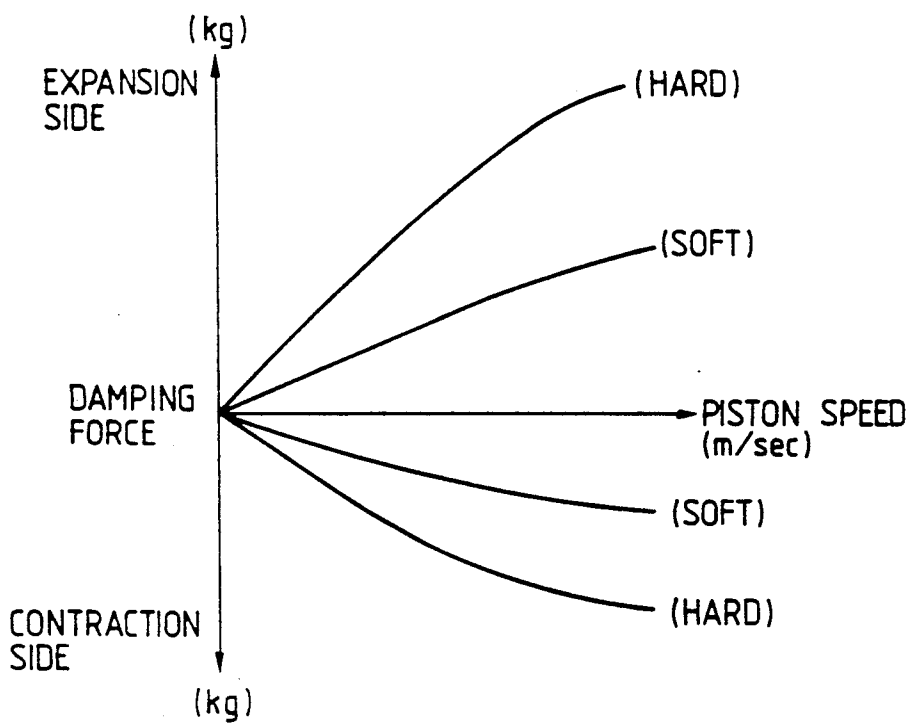 (kg)
EXPANSION
SIDE
(HARD)
(SOFT)
DAMPING
FORCE
PISTON SPEED
(m/sec)
(SOFT)
(HARD)
CONTRACTION
SIDE
(kg)